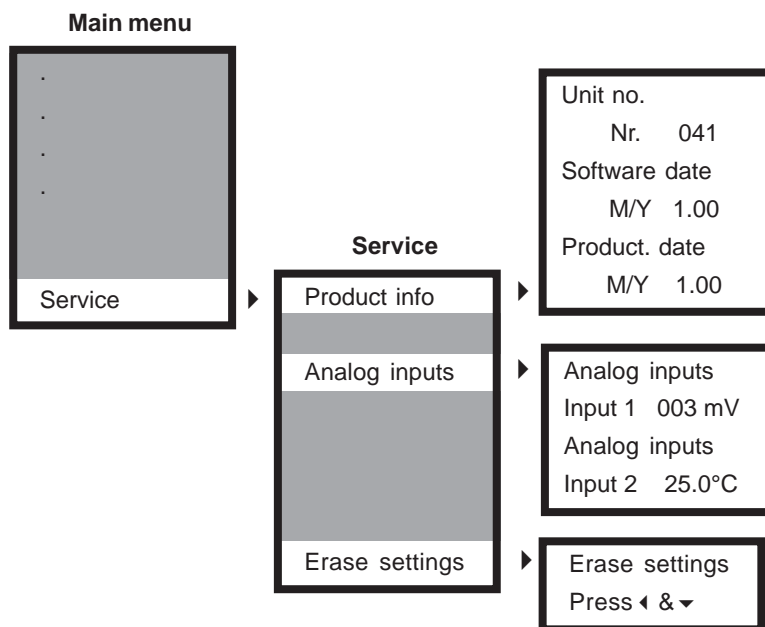 Main menu
.
.
.
.
Service
Service
Product info
Analog inputs
Erase settings
Unit no.
Nr. 041
Software date
M/Y 1.00
Product. date
M/Y 1.00
Analog inputs
Input 1 003 mV
Analog inputs
Input 2 25.0°C
Erase settings
Press &